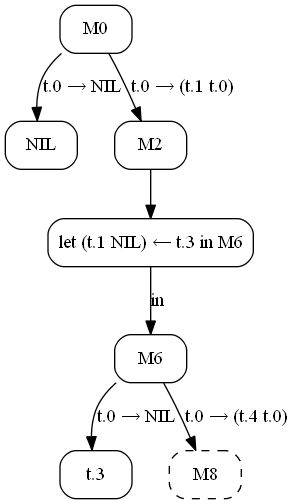 M0
t.0 → NIL
t.0 → (t.1 t.0)
NIL
M2
let (t.1 NIL) ← t.3 in M6
in
M6
t.0 → NIL
t.0 → (t.4 t.0)
t.3
M8